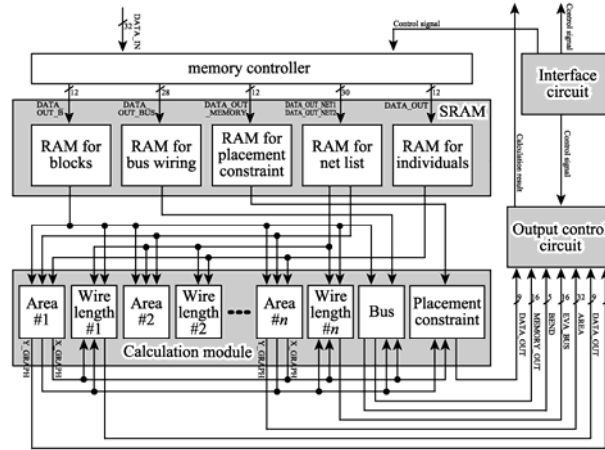 32
DATA_IN
Control signal
Control signal
memory controller
Interface
circuit
12
28
12
90
12
DATA_
OUT_B
DATA_
OUT_BUS
DATA_OUT
_MEMORY
DATA_OUT_NET1
DATA_OUT_NET2
DATA_OUT
SRAM
RAM for
blocks
RAM for
bus wiring
RAM for
placement
constraint
RAM for
net list
RAM for
individuals
Calculation result
Control signal
Output control
circuit
Area
#1
Wire
length
#1
Area
#2
Wire
length
#2
Area
#n
Wire
length
#n
Bus
Placement
constraint
Calculation module
Y_GRAPH
X_GRAPH
Y_GRAPH
X_GRAPH
9
16
5
16
32
9
DATA_OUT
MEMORY_OUT
BEND
EVA_BUS
AREA
DATA_OUT